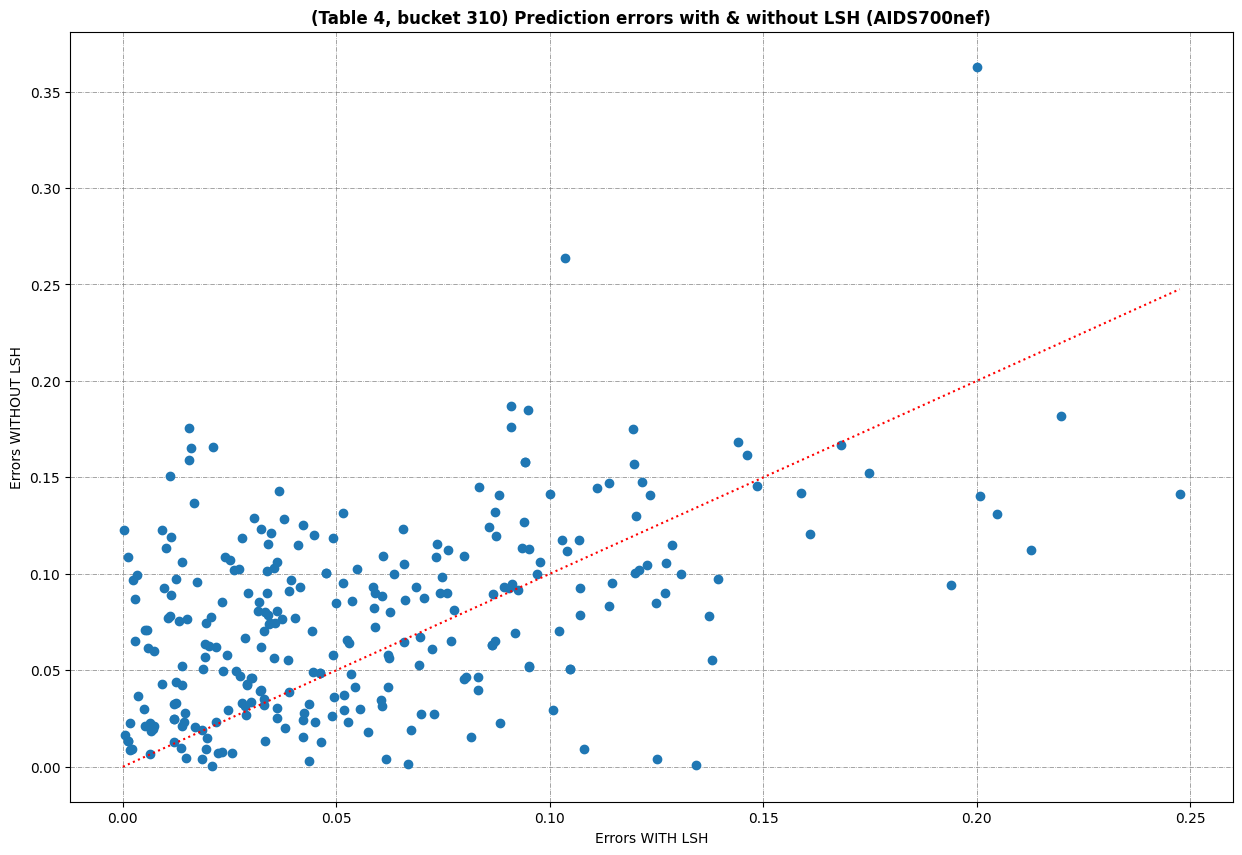 (Table 4, bucket 310) Prediction errors with & without LSH (AIDS700nef)
Errors WITHOUT LSH
0.35
0.30
0.25
0.20
0.15
0.10
0.05
0.00
0.00 0.05 0.10 0.15 0.20 0.25
Errors WITH LSH